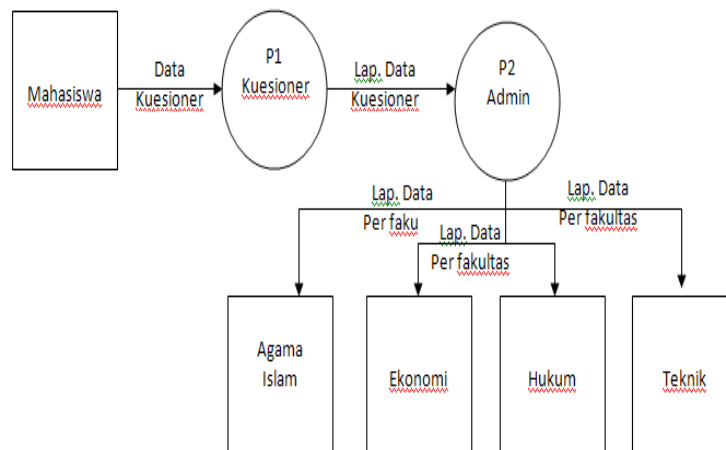 Mahasiswa
Data
Kuesioner
P1
Kuesioner
Lap. Data
Kuesioner
P2
Admin
Lap. Data
Per faku
Lap. Data
Per fakultas
Lap. Data
Per fakultas
Agama
Islam
Ekonomi
Hukum
Teknik